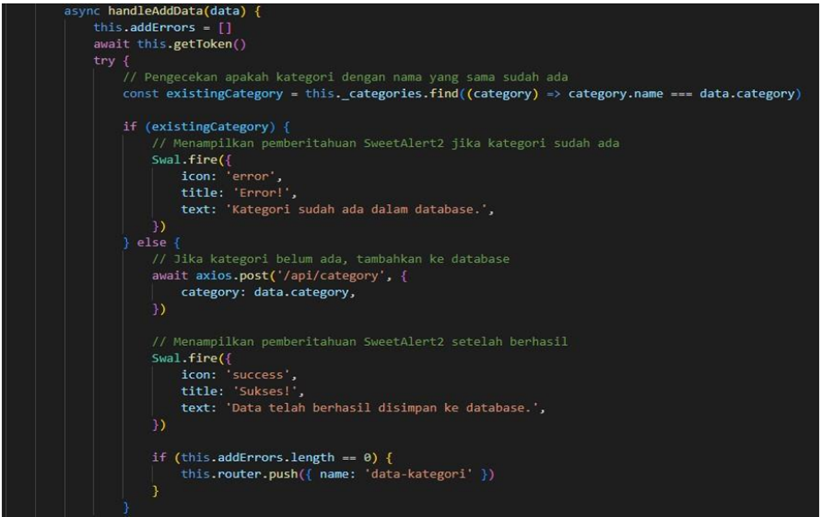 async handleAddData(data) {
this.addErrors = []
await this.getToken()
try {
// Pengecekan apakah kategori dengan nama yang sama sudah ada
const existingCategory = this._categories.find((category) => category.name === data.category)
if (existingCategory) {
// Menampilkan pemberitahuan SweetAlert2 jika kategori sudah ada
Swal.fire({
icon: 'error',
title: 'Error!',
text: 'Kategori sudah ada dalam database.',
})
} else {
// Jika kategori belum ada, tambahkan ke database
await axios.post('/api/category', {
category: data.category,
})
// Menampilkan pemberitahuan SweetAlert2 setelah berhasil
Swal.fire({
icon: 'success',
title: 'Sukses!',
text: 'Data telah berhasil disimpan ke database.',
})
if (this.addErrors.length == 0) {
this.router.push({ name: 'data-kategori' })
}
}